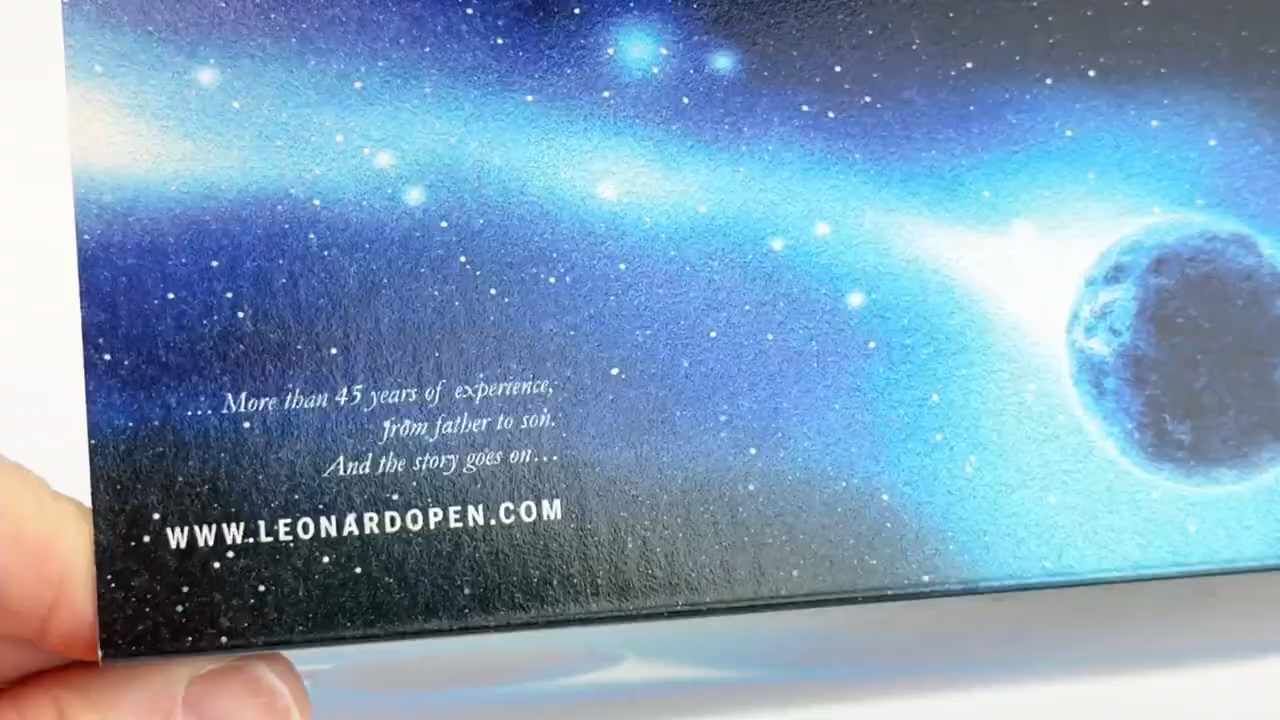 ... More than 45 years of experience,
from father to son.
And the story goes on...
WWW.LEONARDOPEN.COM